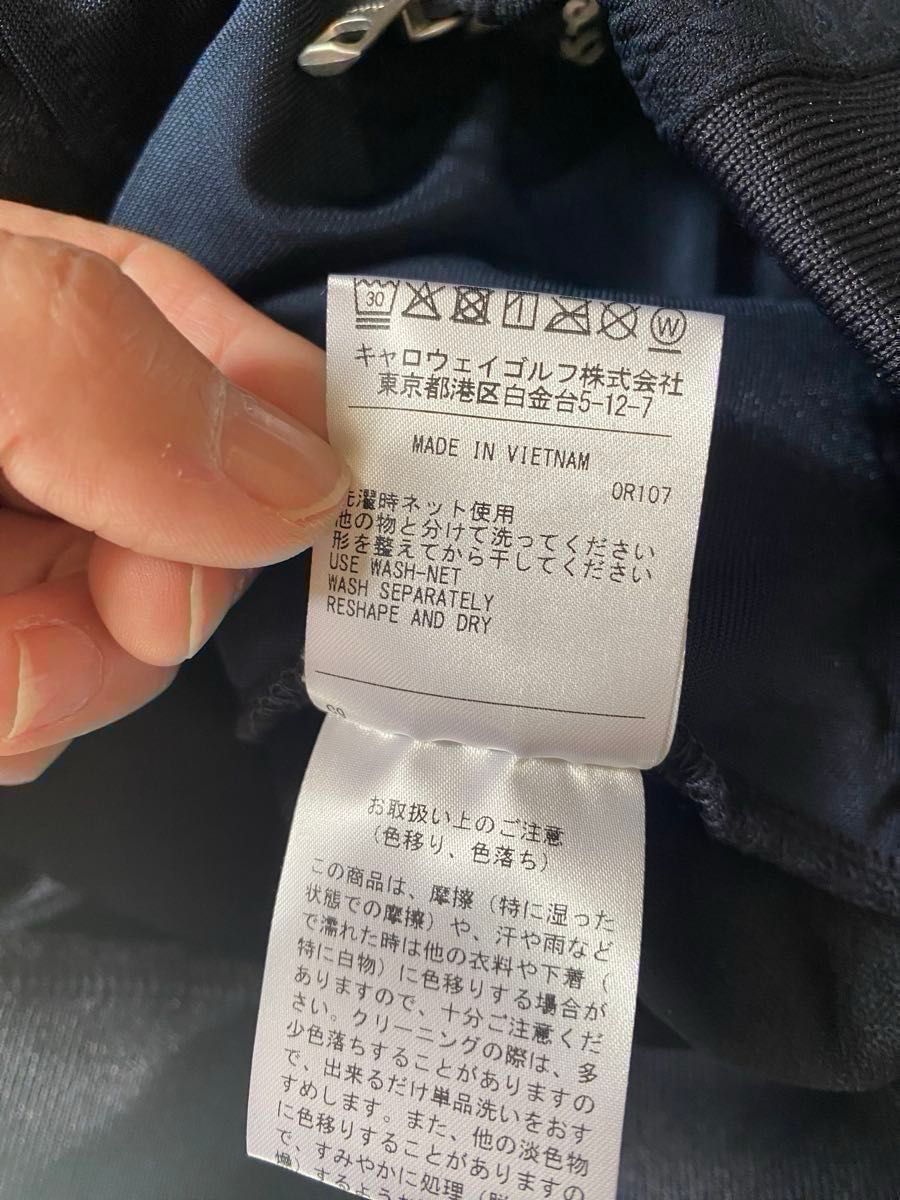 30
W
キャロウェイゴルフ株式会社
東京都港区白金台5-12-7
MADE IN VIETNAM
0R107
洗濯時ネット使用
他の物と分けて洗ってください
形を整えてから干してください
USE WASH-NET
WASH SEPARATELY
RESHAPE AND DRY
お取扱い上のご注意
(色移り、色落ち)
この商品は、摩擦(特に湿った
状態での摩擦)や、汗や雨など
で濡れた時は他の衣料や下着(
特に白物)に色移りする場合が
ありますので、十分ご注意くだ
さい。クリーニングの際は、多
少色落ちすることがありますの
で、出来るだけ単品洗いをおす
すめします。また、他の淡色物
に色移りすることがありますの
で、すみやかに処理(